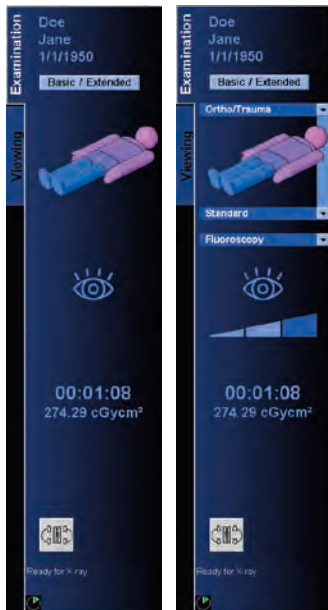 Examination
Viewing
Doe
Jane
1/1/1950
Basic / Extended
00:01:08
274.29 cGycm²
Ready for X-ray
Examination
Viewing
Doe
Jane
1/1/1950
Basic / Extended
Ortho/Trauma
Standard
Fluoroscopy
00:01:08
274.29 cGycm²
Ready for X-ray